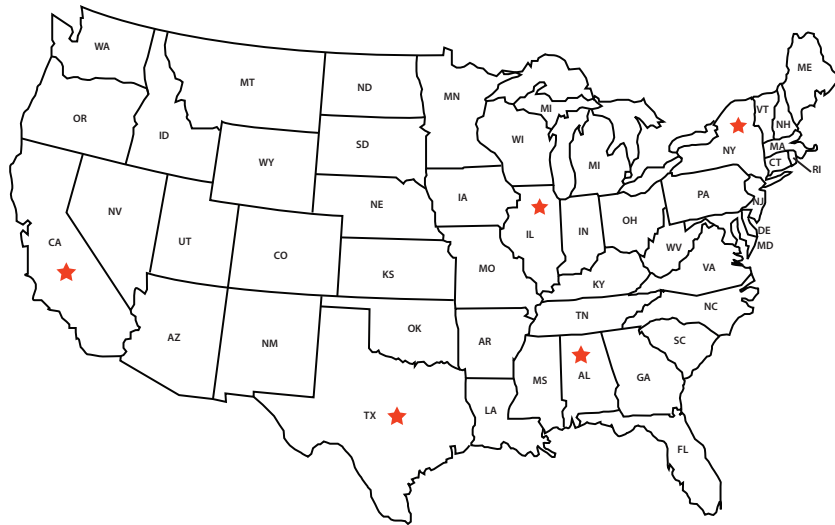 WA
MT
ND
MN
ME
OR
ID
WY
SD
WI
MI
MI
NY
VT
NH
MA
CT
RI
NV
UT
CO
NE
IA
IL
IN
OH
PA
NJ
DE
MD
CA
KS
MO
KY
WV
VA
AZ
NM
OK
AR
TN
NC
SC
TX
LA
MS
AL
GA
FL